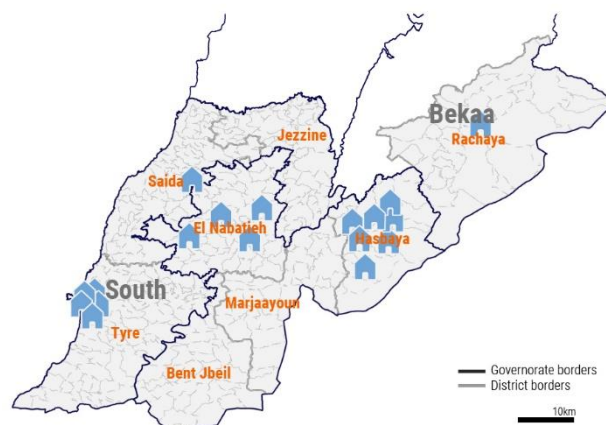 Bekaa
Rachaya
Jezzine
Saida
El Nabatieh
Hasbaya
South
Marjaayoun
Tyre
Bent Jbeil
Governorate borders
District borders
10km